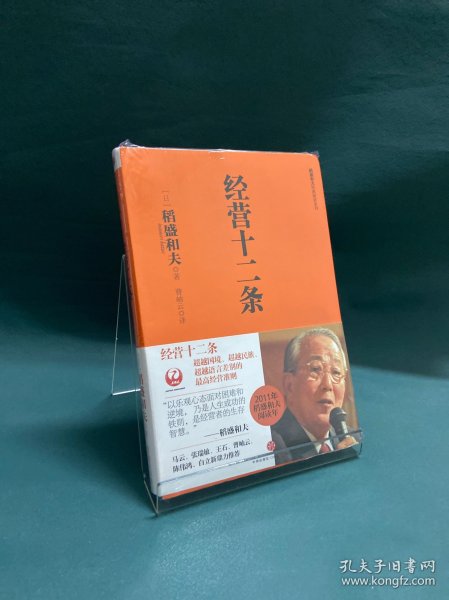 经营十二条
[日]稻盛和夫 著
曹岫云 译
经营十二条
超越国境、超越民族、
超越语言差别的
最高经营准则
JAL
“以乐观心态面对困难和
逆境，乃是人生成功的
铁则，是经营者的生存
智慧。”
——稻盛和夫
马云、张瑞敏、王石、曹岫云、
陈伟鸿、白立新鼎力推荐
2011年
稻盛和夫
阅读年
孔夫子旧书网
www.kongfz.com